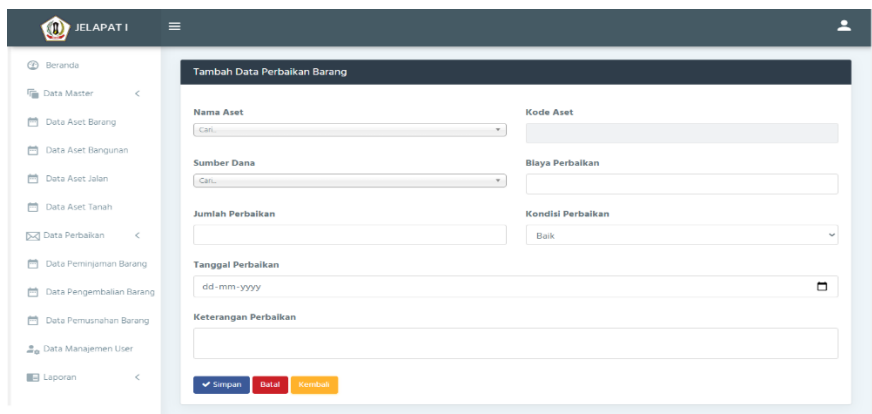 JELAPAT I
Beranda
Data Master
Data Aset Barang
Data Aset Bangunan
Data Aset Jalan
Data Aset Tanah
Data Perbaikan
Data Peminjaman Barang
Data Pengembalian Barang
Data Pemusnahan Barang
Data Manajemen User
Laporan
Tambah Data Perbaikan Barang
Nama Aset
Kode Aset
Cari..
Sumber Dana
Biaya Perbaikan
Cari..
Jumlah Perbaikan
Kondisi Perbaikan
Baik
Tanggal Perbaikan
dd-mm-yyyy
Keterangan Perbaikan
Simpan Batal Kembali